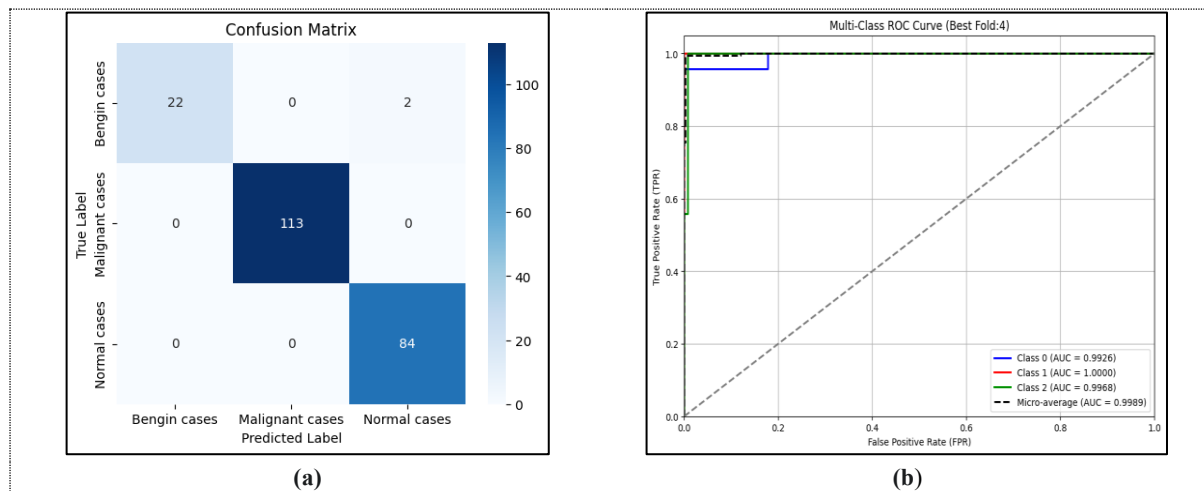 Confusion Matrix
Bengin cases
Malignant cases
Normal cases
True Label
22
0
2
0
113
0
0
0
84
Bengin cases
Malignant cases
Normal cases
Predicted Label
100
80
60
40
20
0
(a)
Multi-Class ROC Curve (Best Fold:4)
True Positive Rate (TPR)
1.0
0.8
0.6
0.4
0.2
0.0
0.0
0.2
0.4
0.6
0.8
1.0
False Positive Rate (FPR)
Class 0 (AUC = 0.9926)
Class 1 (AUC = 1.0000)
Class 2 (AUC = 0.9968)
Micro-average (AUC = 0.9989)
(b)